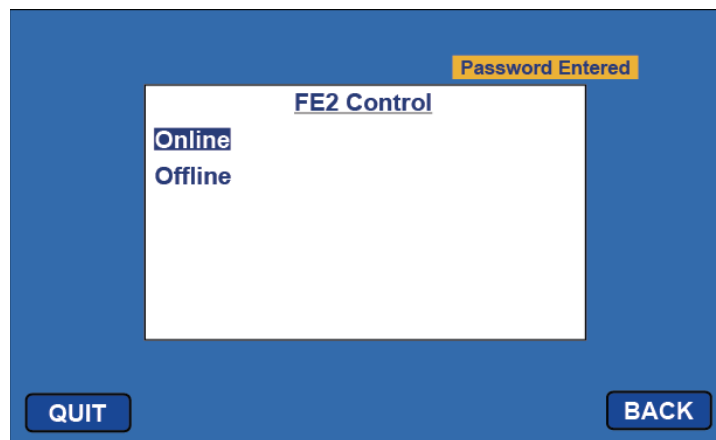 Password Entered
FE2 Control
Online
Offline
QUIT
BACK